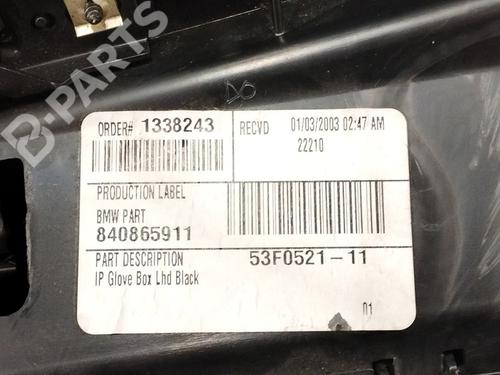 B-PARTS
ORDER# 1338243
RECVD 01/03/2003 02:47 AM
22210
PRODUCTION LABEL
BMW PART
840865911
PART DESCRIPTION 53F0521-11
IP Glove Box Lhd Black
01